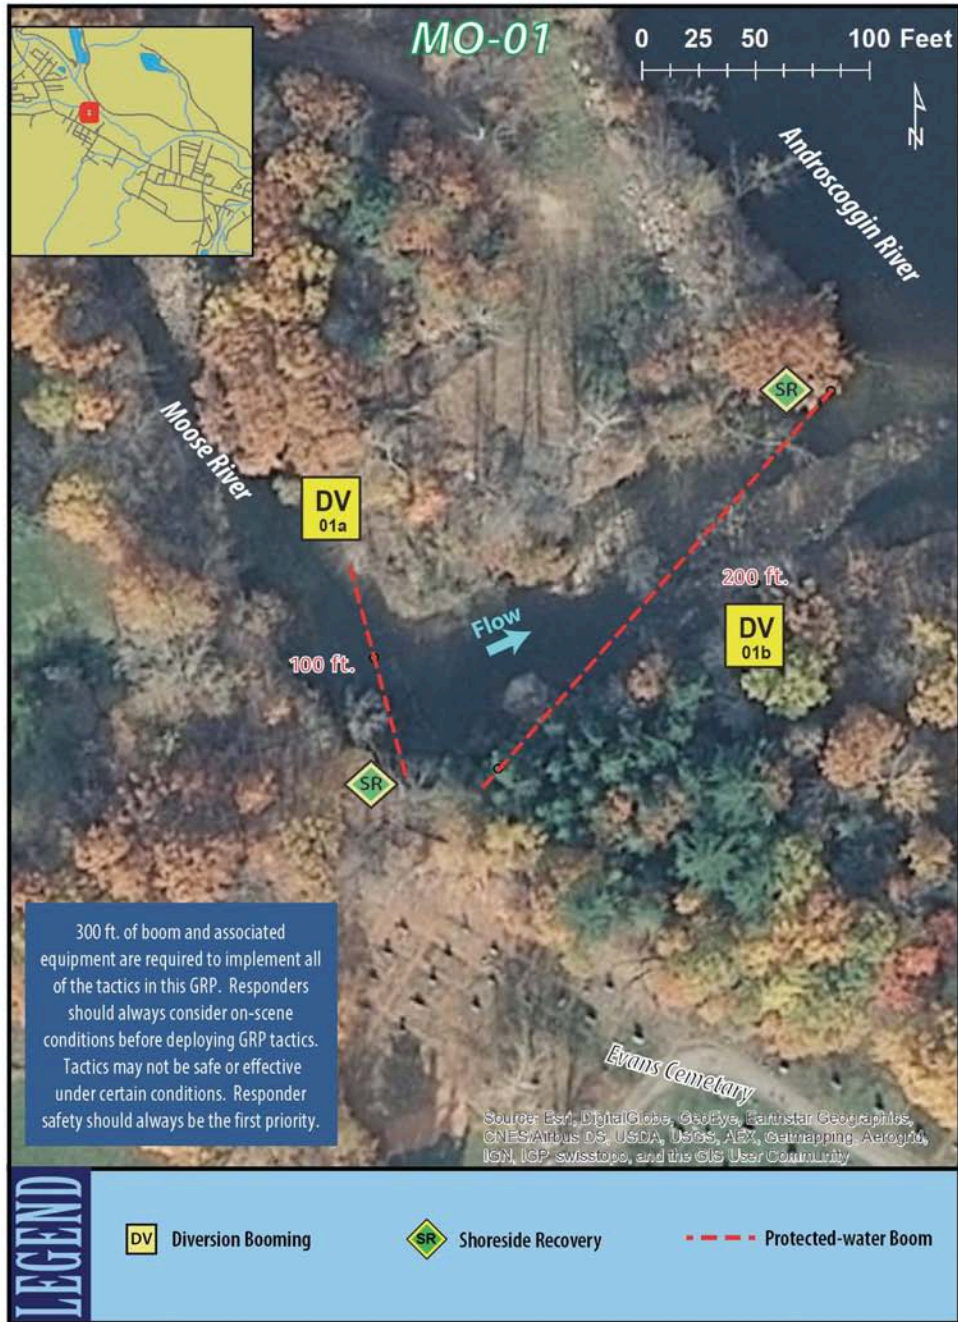 MO-01
0 25 50 100 Feet
N
Androscoggin River
SR
Moose River
DV
01a
200 ft.
Flow
DV
01b
100 ft.
SR
300 ft. of boom and associated
equipment are required to implement all
of the tactics in this GRP. Responders
should always consider on-scene
conditions before deploying GRP tactics.
Tactics may not be safe or effective
under certain conditions. Responder
safety should always be the first priority.
Evans Cemetary
Source: Esri, DigitalGlobe, GeoEye, Earthstar Geographics,
CNES/Airbus DS, USDA, USGS, AEX, Getmapping, Aerogrid,
IGN, IGP, swisstopo, and the GIS User Community
LEGEND
DV Diversion Booming
SR Shoreside Recovery
Protected-water Boom